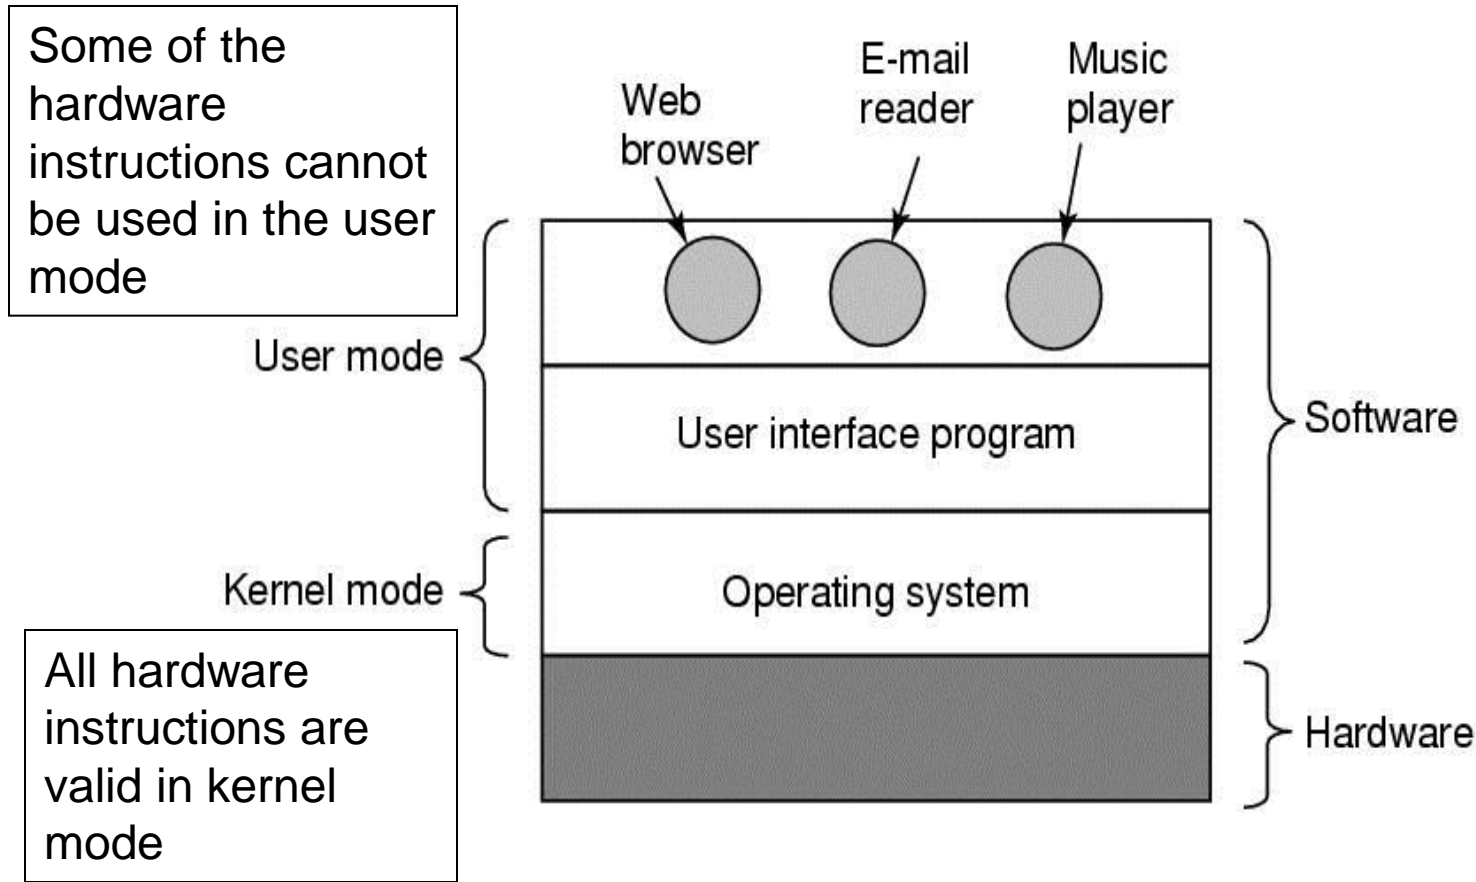 Some of the
hardware
instructions cannot
be used in the user
mode
E-mail
reader
Music
player
Web
browser
User mode
User interface program
Software
Kernel mode
Operating system
All hardware
instructions are
valid in kernel
mode
Hardware